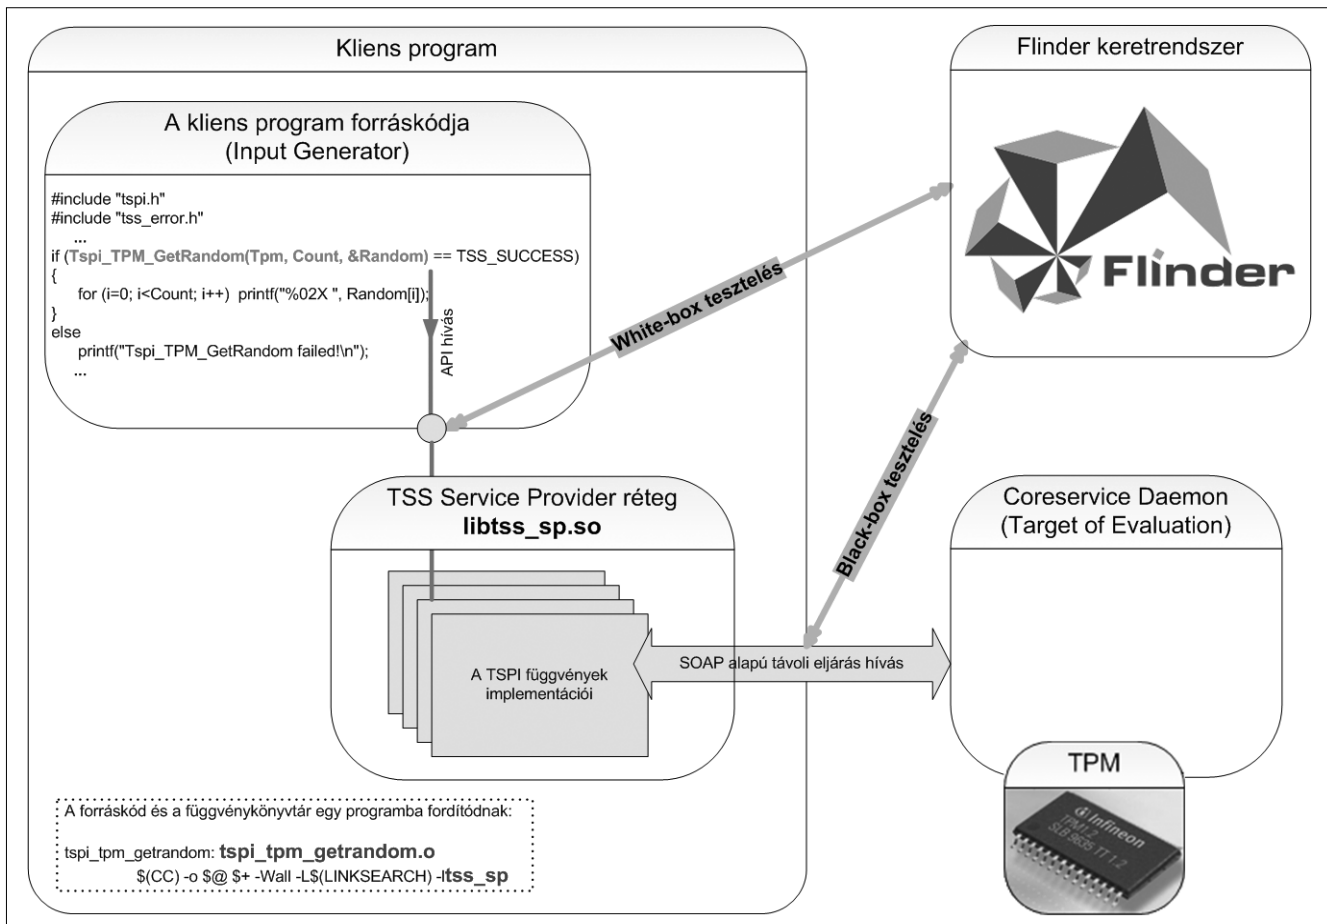 Kliens program
A kliens program forráskódja
(Input Generator)
#include "tspi.h"
#include "tss_error.h"
...
if (Tspi_TPM_GetRandom(Tpm, Count, &Random) == TSS_SUCCESS)
{
for (i=0; i<Count; i++) printf("%02X ", Random[i]);
}
else
printf("Tspi_TPM_GetRandom failed!\n");
...
API hívás
TSS Service Provider réteg
libtss_sp.so
A TSPI függvények
implementációi
SOAP alapú távoli eljárás hívás
A forráskód és a függvénykönyvtár egy programba fordítódnak:
tspi_tpm_getrandom: tspi_tpm_getrandom.o
$(CC) -o $@ $+ -Wall -L$(LINKSEARCH) -ltss_sp
White-box tesztelés
Black-box tesztelés
Flinder keretrendszer
Flinder
Coreservice Daemon
(Target of Evaluation)
TPM
Infineon
TPM1.2
SLB 9635 TT 1.2